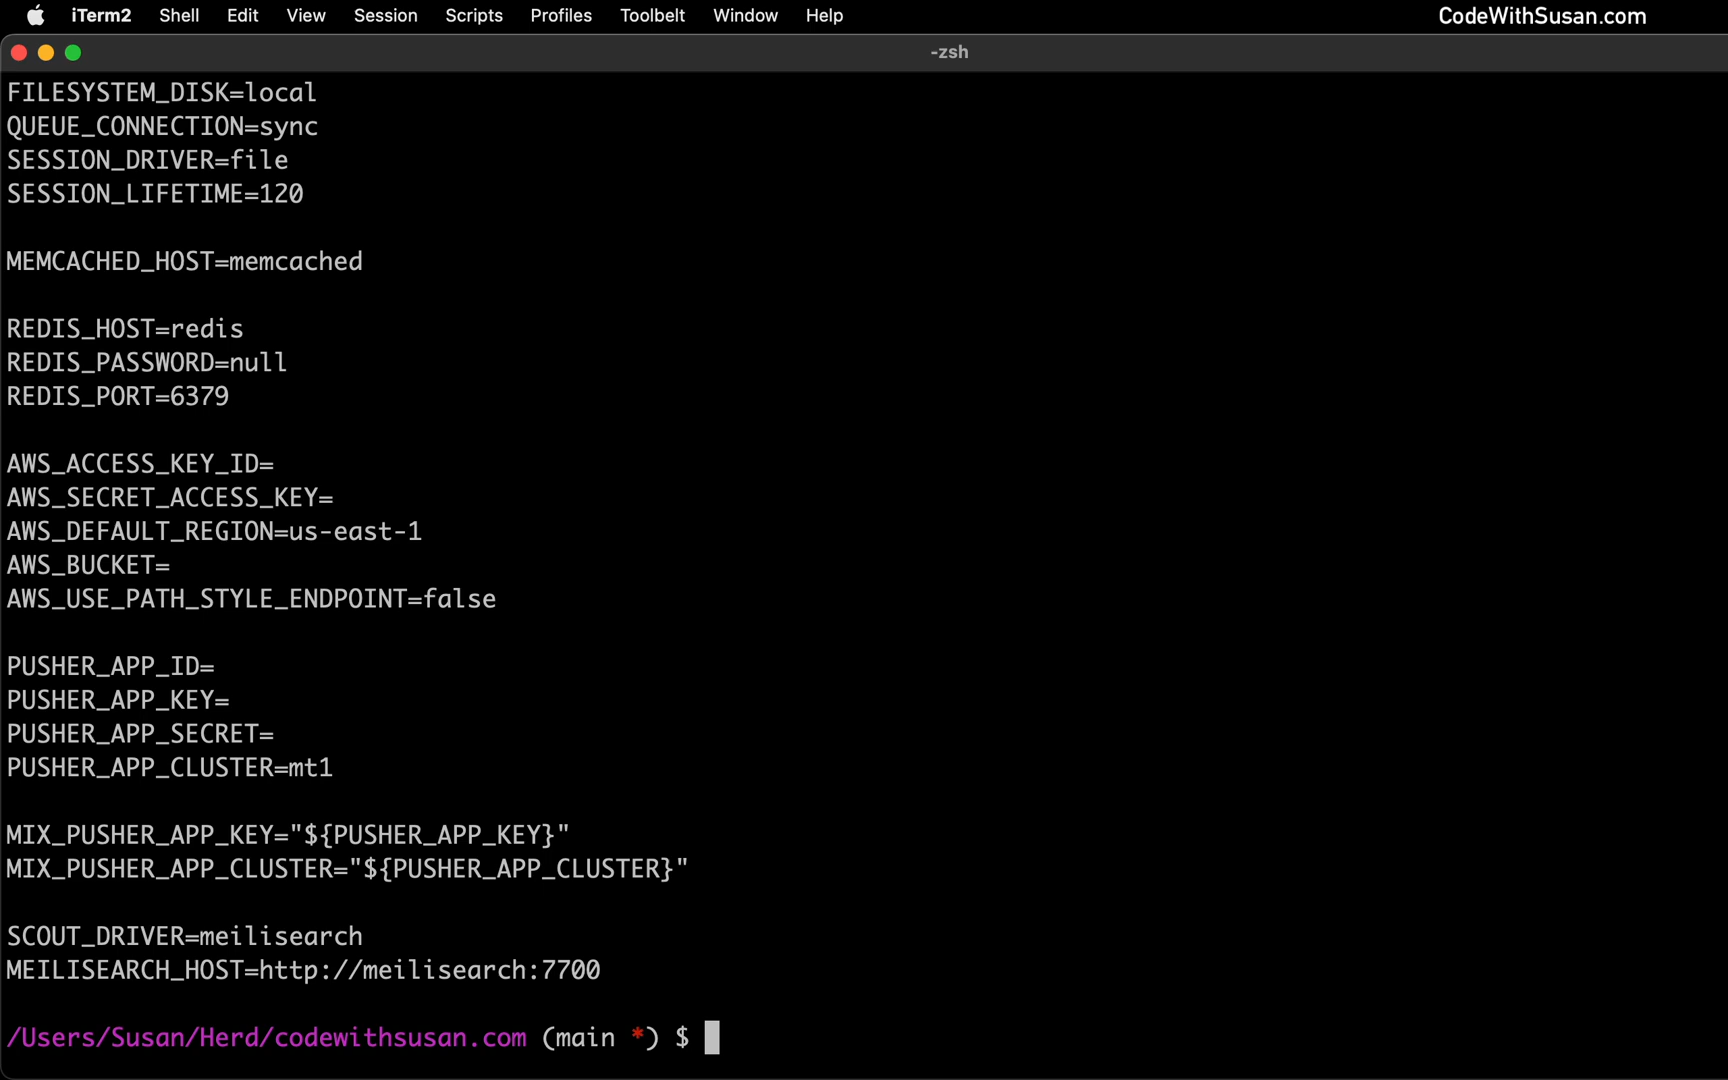 iTerm2 Shell Edit View Session Scripts Profiles Toolbelt Window Help CodeWithSusan.com
-zsh
FILESYSTEM_DISK=local
QUEUE_CONNECTION=sync
SESSION_DRIVER=file
SESSION_LIFETIME=120
MEMCACHED_HOST=memcached
REDIS_HOST=redis
REDIS_PASSWORD=null
REDIS_PORT=6379
AWS_ACCESS_KEY_ID=
AWS_SECRET_ACCESS_KEY=
AWS_DEFAULT_REGION=us-east-1
AWS_BUCKET=
AWS_USE_PATH_STYLE_ENDPOINT=false
PUSHER_APP_ID=
PUSHER_APP_KEY=
PUSHER_APP_SECRET=
PUSHER_APP_CLUSTER=mt1
MIX_PUSHER_APP_KEY="${PUSHER_APP_KEY}"
MIX_PUSHER_APP_CLUSTER="${PUSHER_APP_CLUSTER}"
SCOUT_DRIVER=meilisearch
MEILISEARCH_HOST=http://meilisearch:7700
/Users/Susan/Herd/codewithsusan.com (main *) $